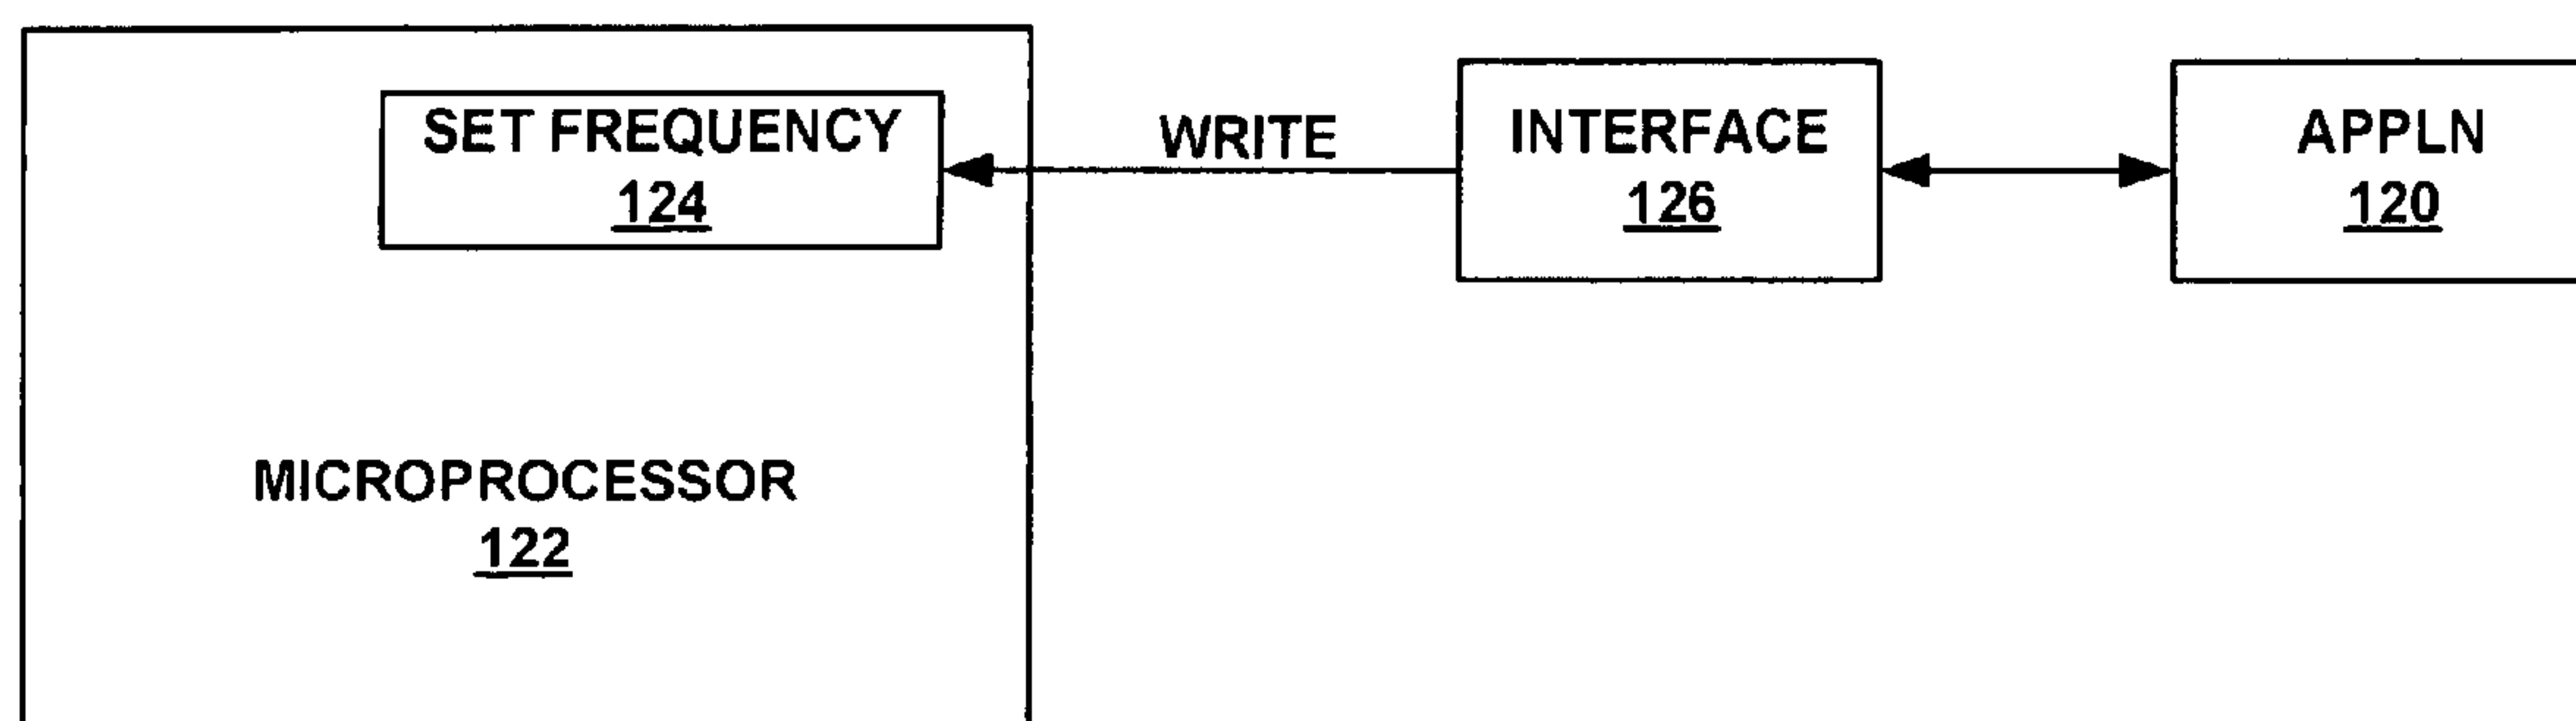 SET FREQUENCY
124
WRITE
INTERFACE
126
APPLN
120
MICROPROCESSOR
122